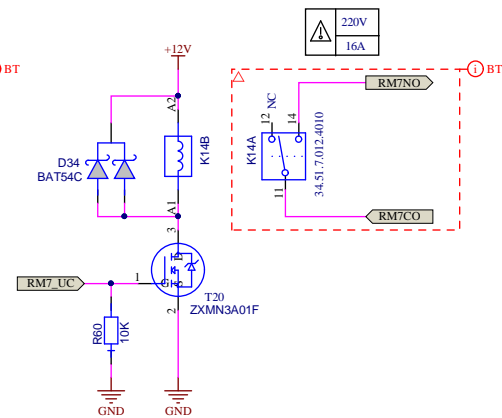 220V
16A
+12V
BT
i
BT
RM7NO
A2
12
NC
14
D34
BAT54C
K14B
K14A
34.51.7.012.4010
11
A1
RM7CO
3
RM7_UC
1
G
T20
ZXMN3A01F
2
R60
10K
GND
GND